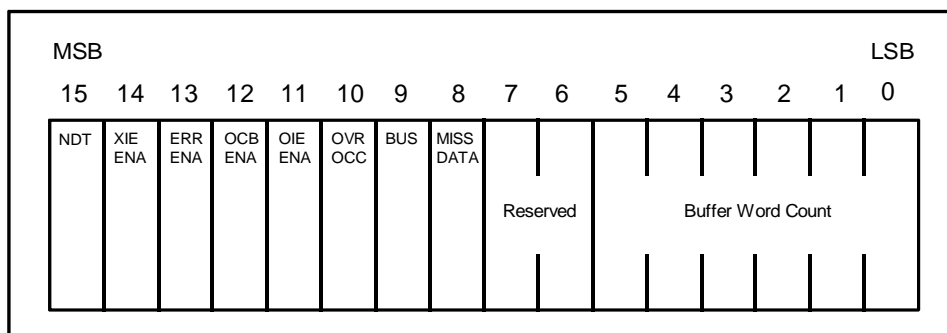 MSB LSB
15 14 13 12 11 10 9 8 7 6 5 4 3 2 1 0
NDT XIE ERR OCB OIE OVR BUS MISS
ENA ENA ENA ENA OCC DATA
Reserved Buffer Word Count